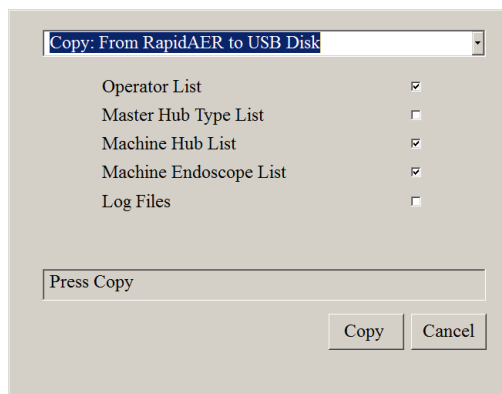 Copy: From RapidAER to USB Disk
Operator List
Master Hub Type List
Machine Hub List
Machine Endoscope List
Log Files
Press Copy
Copy Cancel